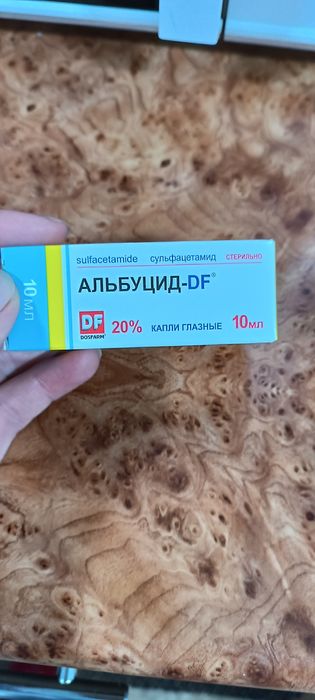 sulfacetamide сульфацетамид СТЕРИЛЬНО
АЛЬБУЦИД-DF®
DF
DOSFARM®
20% КАПЛИ ГЛАЗНЫЕ 10мл
10 мл